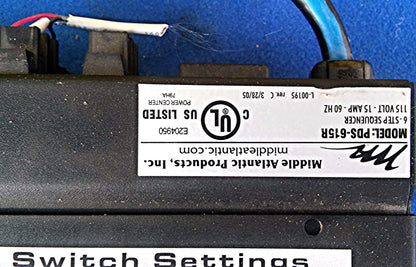 Middle Atlantic Products, Inc.
middleatlantic.com
MODEL: PDS-615R
6 - STEP SEQUENCER
115 VOLT - 15 AMP - 60 HZ
L-00195 rev. C 3/28/05
C UL US LISTED
E204950
POWER CENTER
79HA
Switch Settings